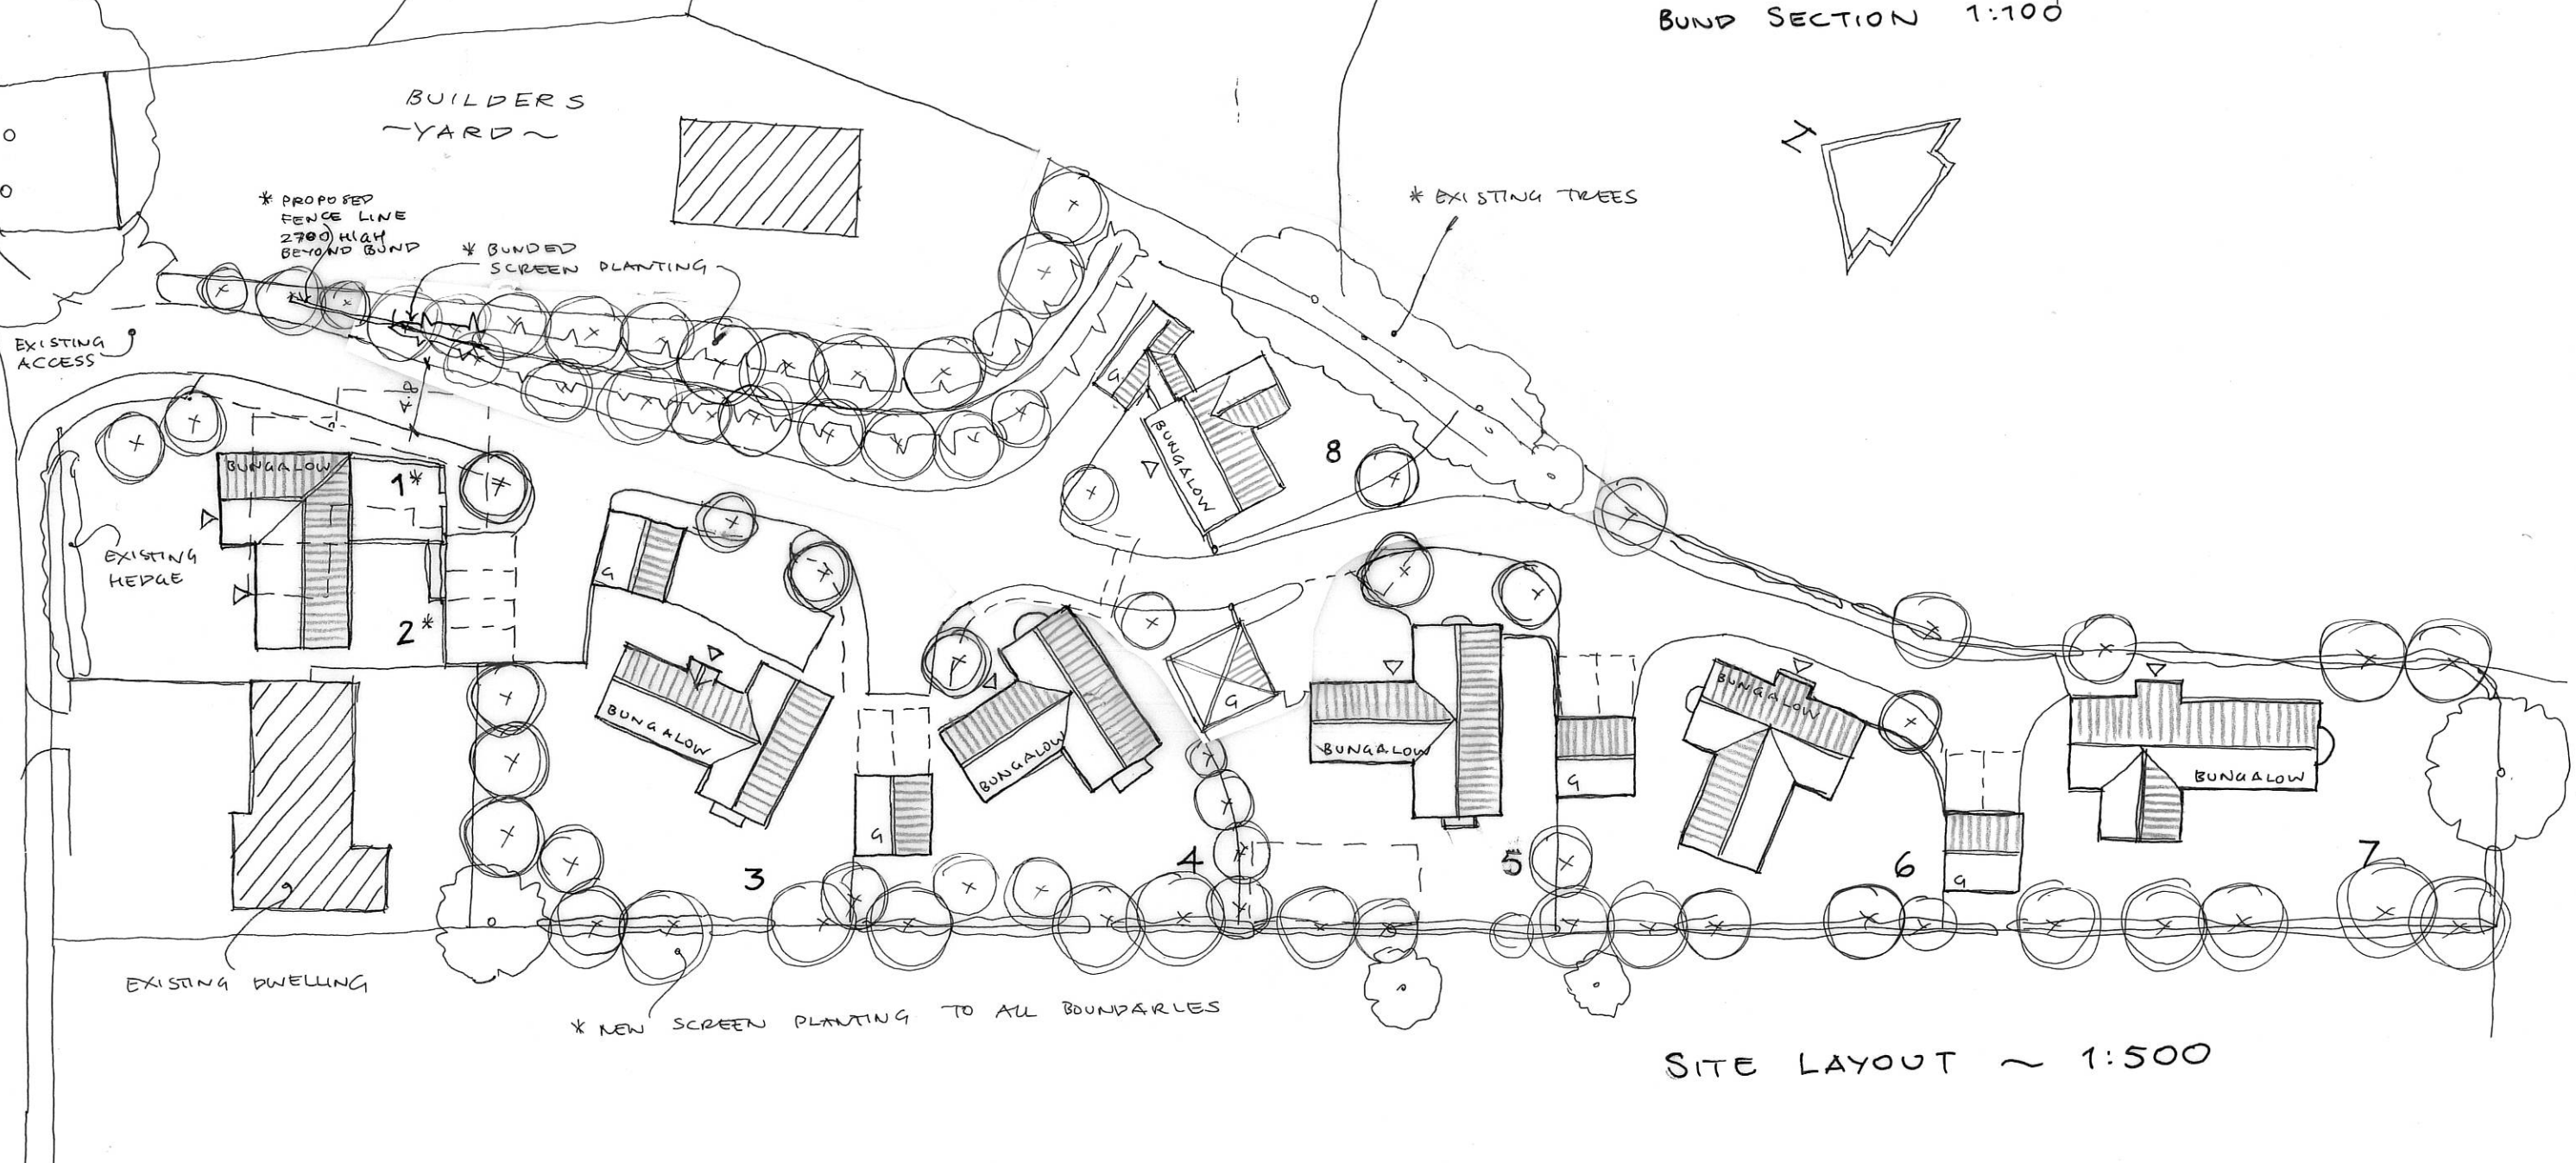 BUND SECTION 1:100
BUILDERS
~YARD~
N
* PROPOSED
FENCE LINE
2700 HIGH
BEYOND BUND
* BUNDED
SCREEN PLANTING
* EXISTING TREES
EXISTING
ACCESS
4.8
G
BUNGALOW
8
BUNGALOW
1*
EXISTING
HEDGE
2*
G
BUNGALOW
BUNGALOW
G
BUNGALOW
G
BUNGALOW
BUNGALOW
G
3
4
5
6
G
7
EXISTING DWELLING
* NEW SCREEN PLANTING TO ALL BOUNDARIES
SITE LAYOUT ~ 1:500